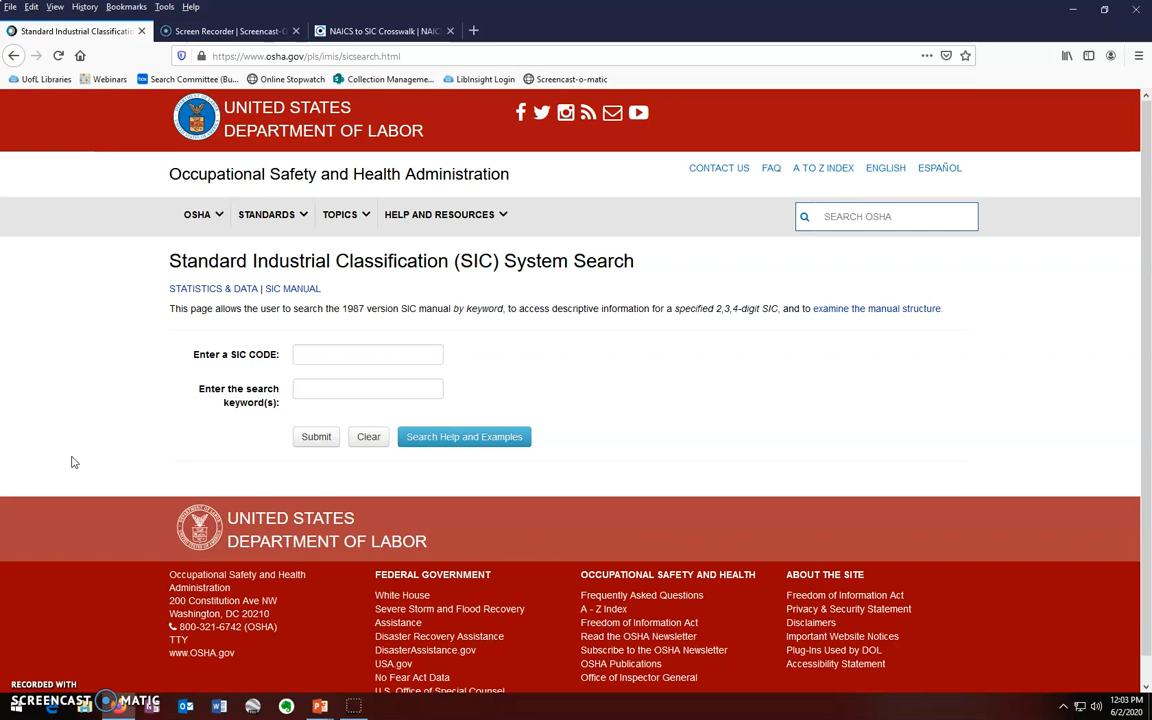 File Edit View History Bookmarks Tools Help
Standard Industrial Classificatio
Screen Recorder | Screencast-O
NAICS to SIC Crosswalk | NAIC
https://www.osha.gov/pls/imis/sicsearch.html
UofL Libraries Webinars Search Committee (Bu... Online Stopwatch Collection Manageme... LibInsight Login Screencast-o-matic
UNITED STATES
DEPARTMENT OF LABOR
Occupational Safety and Health Administration
CONTACT US FAQ A TO Z INDEX ENGLISH ESPAÑOL
OSHA STANDARDS TOPICS HELP AND RESOURCES
SEARCH OSHA
Standard Industrial Classification (SIC) System Search
STATISTICS & DATA | SIC MANUAL
This page allows the user to search the 1987 version SIC manual by keyword, to access descriptive information for a specified 2,3,4-digit SIC, and to examine the manual structure.
Enter a SIC CODE:
Enter the search
keyword(s):
Submit Clear Search Help and Examples
UNITED STATES
DEPARTMENT OF LABOR
Occupational Safety and Health
Administration
200 Constitution Ave NW
Washington, DC 20210
800-321-6742 (OSHA)
TTY
www.OSHA.gov
FEDERAL GOVERNMENT
White House
Severe Storm and Flood Recovery
Assistance
Disaster Recovery Assistance
DisasterAssistance.gov
USA.gov
No Fear Act Data
U.S. Office of Special Counsel
OCCUPATIONAL SAFETY AND HEALTH
Frequently Asked Questions
A - Z Index
Freedom of Information Act
Read the OSHA Newsletter
Subscribe to the OSHA Newsletter
OSHA Publications
Office of Inspector General
ABOUT THE SITE
Freedom of Information Act
Privacy & Security Statement
Disclaimers
Important Website Notices
Plug-Ins Used by DOL
Accessibility Statement
RECORDED WITH
SCREENCAST MATIC
12:03 PM
6/2/2020